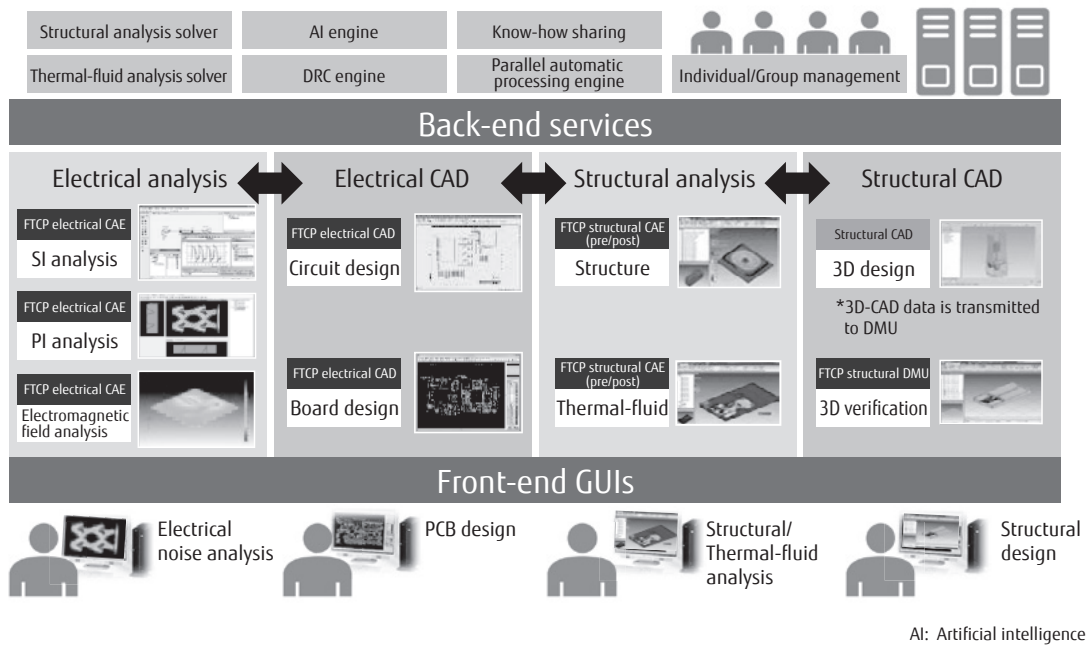 Structural analysis solver
AI engine
Know-how sharing
Thermal-fluid analysis solver
DRC engine
Parallel automatic
processing engine
Individual/Group management
Back-end services
Electrical analysis
Electrical CAD
Structural analysis
Structural CAD
FTCP electrical CAE
SI analysis
FTCP electrical CAE
PI analysis
FTCP electrical CAE
Electromagnetic
field analysis
FTCP electrical CAD
Circuit design
FTCP electrical CAD
Board design
FTCP structural CAE
(pre/post)
Structure
FTCP structural CAE
(pre/post)
Thermal-fluid
Structural CAD
3D design
*3D-CAD data is transmitted
to DMU
FTCP structural DMU
3D verification
Front-end GUIs
Electrical
noise analysis
PCB design
Structural/
Thermal-fluid
analysis
Structural
design
AI: Artificial intelligence